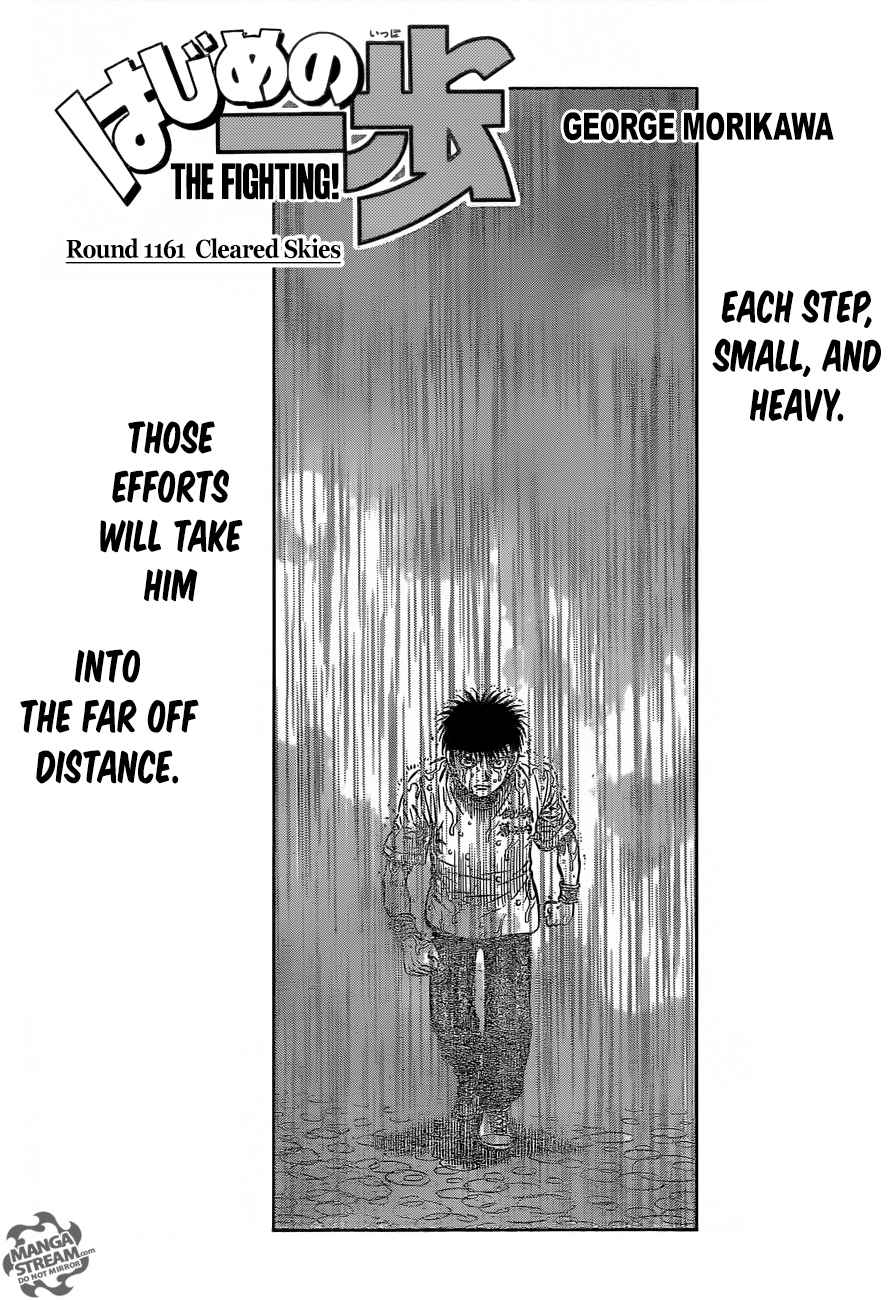 いっぽ
はじめの一歩
THE FIGHTING!
GEORGE MORIKAWA
Round 1161 Cleared Skies
EACH STEP,
SMALL, AND
HEAVY.
THOSE
EFFORTS
WILL TAKE
HIM
INTO
THE FAR OFF
DISTANCE.
MANGA
STREAM.com
DO NOT MIRROR